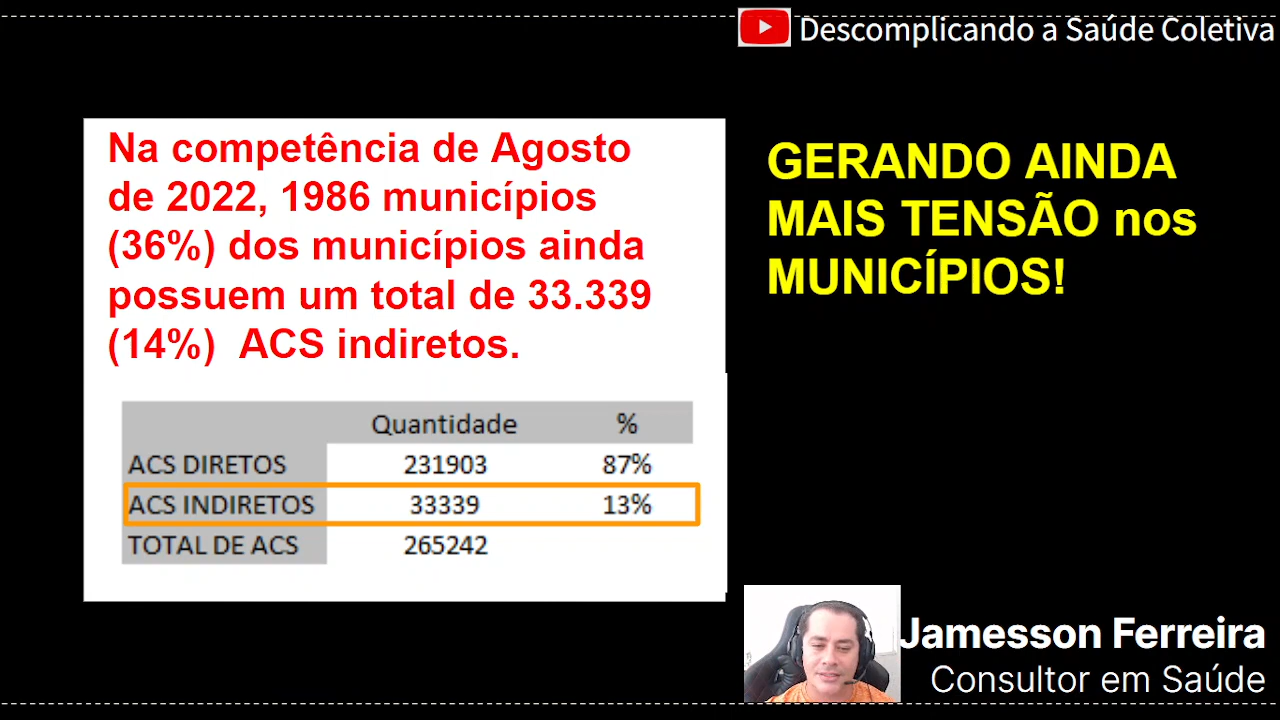 Descomplicando a Saúde Coletiva
Na competência de Agosto
de 2022, 1986 municípios
(36%) dos municípios ainda
possuem um total de 33.339
(14%) ACS indiretos.
Quantidade %
ACS DIRETOS 231903 87%
ACS INDIRETOS 33339 13%
TOTAL DE ACS 265242
GERANDO AINDA
MAIS TENSÃO nos
MUNICÍPIOS!
Jamesson Ferreira
Consultor em Saúde